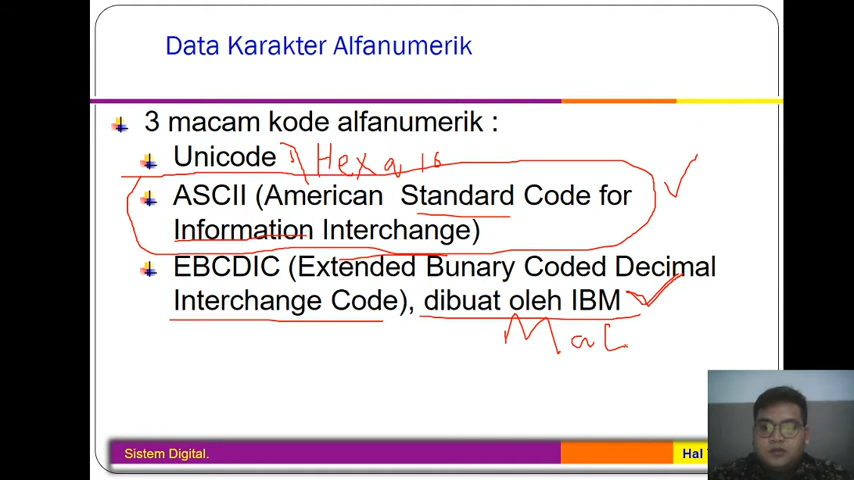 Data Karakter Alfanumerik
3 macam kode alfanumerik :
Unicode Hexa 16
ASCII (American Standard Code for
Information Interchange)
EBCDIC (Extended Bunary Coded Decimal
Interchange Code), dibuat oleh IBM
Mac
Sistem Digital.
Hal